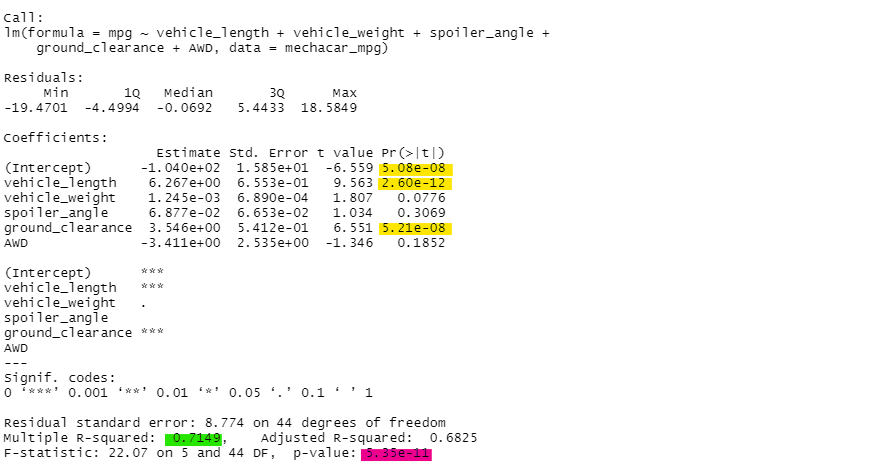 Call:
lm(formula = mpg ~ vehicle_length + vehicle_weight + spoiler_angle +
    ground_clearance + AWD, data = mechacar_mpg)

Residuals:
     Min       1Q   Median       3Q      Max
-19.4701  -4.4994  -0.0692   5.4433  18.5849

Coefficients:
                   Estimate Std. Error t value Pr(>|t|)
(Intercept)      -1.040e+02  1.585e+01  -6.559 5.08e-08
vehicle_length    6.267e+00  6.553e-01   9.563 2.60e-12
vehicle_weight    1.245e-03  6.890e-04   1.807   0.0776
spoiler_angle     6.877e-02  6.653e-02   1.034   0.3069
ground_clearance  3.546e+00  5.412e-01   6.551 5.21e-08
AWD              -3.411e+00  2.535e+00  -1.346   0.1852

(Intercept)      ***
vehicle_length   ***
vehicle_weight   .
spoiler_angle
ground_clearance ***
AWD
---
Signif. codes:
0 ‘***’ 0.001 ‘**’ 0.01 ‘*’ 0.05 ‘.’ 0.1 ‘ ’ 1

Residual standard error: 8.774 on 44 degrees of freedom
Multiple R-squared:  0.7149,    Adjusted R-squared:  0.6825
F-statistic: 22.07 on 5 and 44 DF,  p-value: 5.35e-11